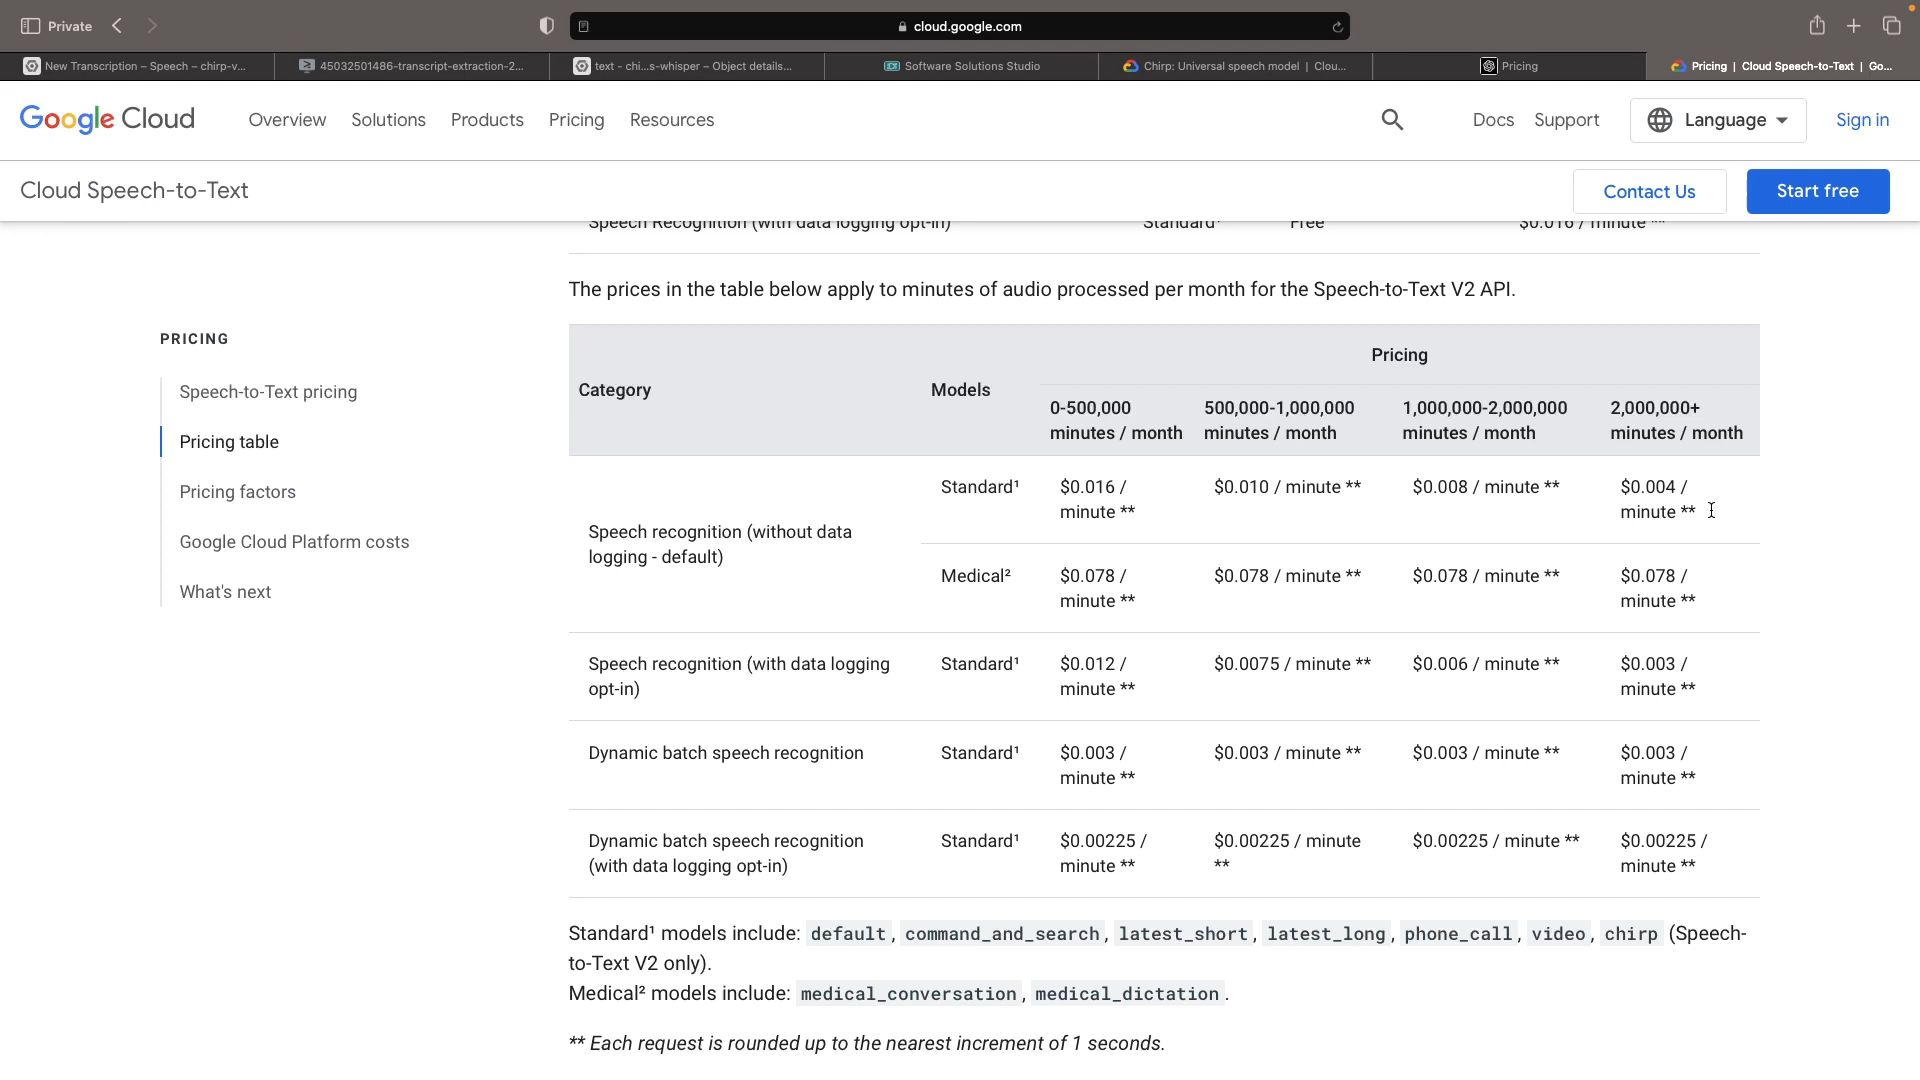 Private
cloud.google.com
New Transcription – Speech – chirp-v...
45032501486-transcript-extraction-2...
text - chi...s-whisper – Object details...
Software Solutions Studio
Chirp: Universal speech model | Clou...
Pricing
Pricing | Cloud Speech-to-Text | Go...
Google Cloud
Overview
Solutions
Products
Pricing
Resources
Docs
Support
Language
Sign in
Cloud Speech-to-Text
Contact Us
Start free
Speech Recognition (with data logging opt-in)
Standard¹
Free
$0.016 / minute **
The prices in the table below apply to minutes of audio processed per month for the Speech-to-Text V2 API.
PRICING
Speech-to-Text pricing
Pricing table
Pricing factors
Google Cloud Platform costs
What's next
Category
Models
Pricing
0-500,000
minutes / month
500,000-1,000,000
minutes / month
1,000,000-2,000,000
minutes / month
2,000,000+
minutes / month
Speech recognition (without data
logging - default)
Standard¹
$0.016 /
minute **
$0.010 / minute **
$0.008 / minute **
$0.004 /
minute **
Medical²
$0.078 /
minute **
$0.078 / minute **
$0.078 / minute **
$0.078 /
minute **
Speech recognition (with data logging
opt-in)
Standard¹
$0.012 /
minute **
$0.0075 / minute **
$0.006 / minute **
$0.003 /
minute **
Dynamic batch speech recognition
Standard¹
$0.003 /
minute **
$0.003 / minute **
$0.003 / minute **
$0.003 /
minute **
Dynamic batch speech recognition
(with data logging opt-in)
Standard¹
$0.00225 /
minute **
$0.00225 / minute
**
$0.00225 / minute **
$0.00225 /
minute **
Standard¹ models include: default, command_and_search, latest_short, latest_long, phone_call, video, chirp (Speech-
to-Text V2 only).
Medical² models include: medical_conversation, medical_dictation.
** Each request is rounded up to the nearest increment of 1 seconds.